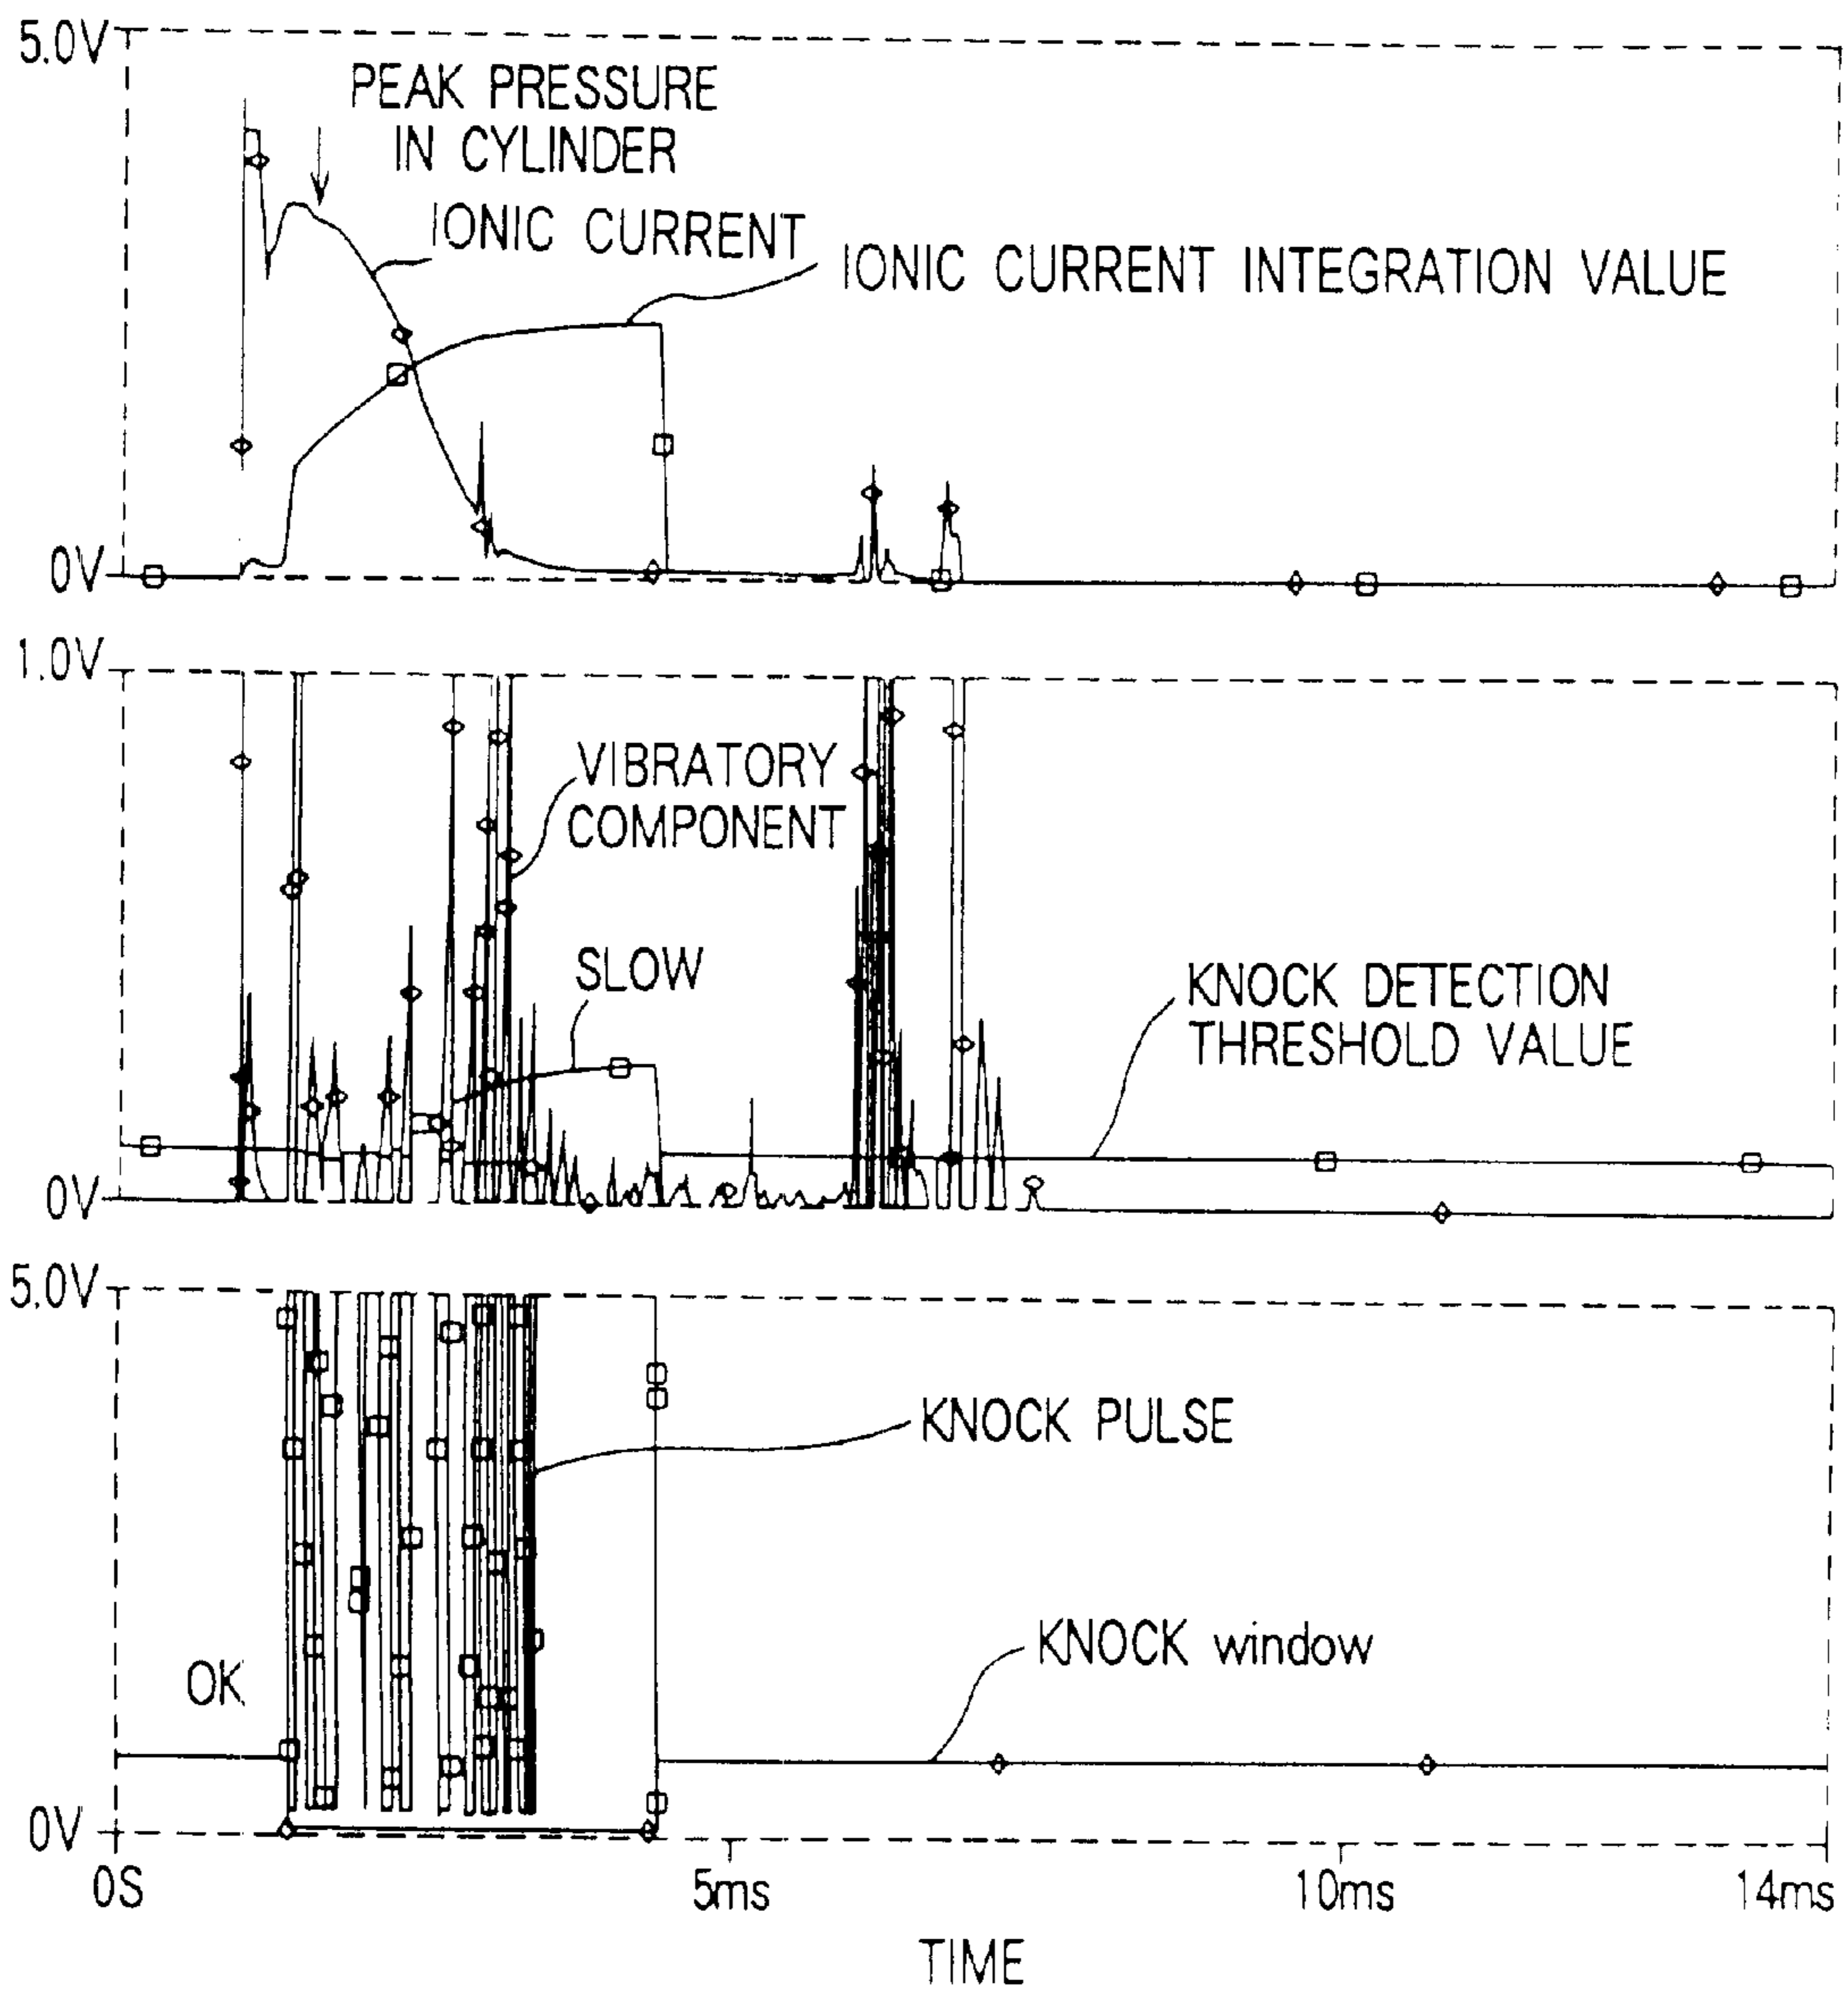 5.0V
PEAK PRESSURE
IN CYLINDER
IONIC CURRENT
IONIC CURRENT INTEGRATION VALUE
0V
1.0V
VIBRATORY
COMPONENT
SLOW
KNOCK DETECTION
THRESHOLD VALUE
0V
5.0V
KNOCK PULSE
KNOCK window
OK
0V
0S
5ms
10ms
14ms
TIME